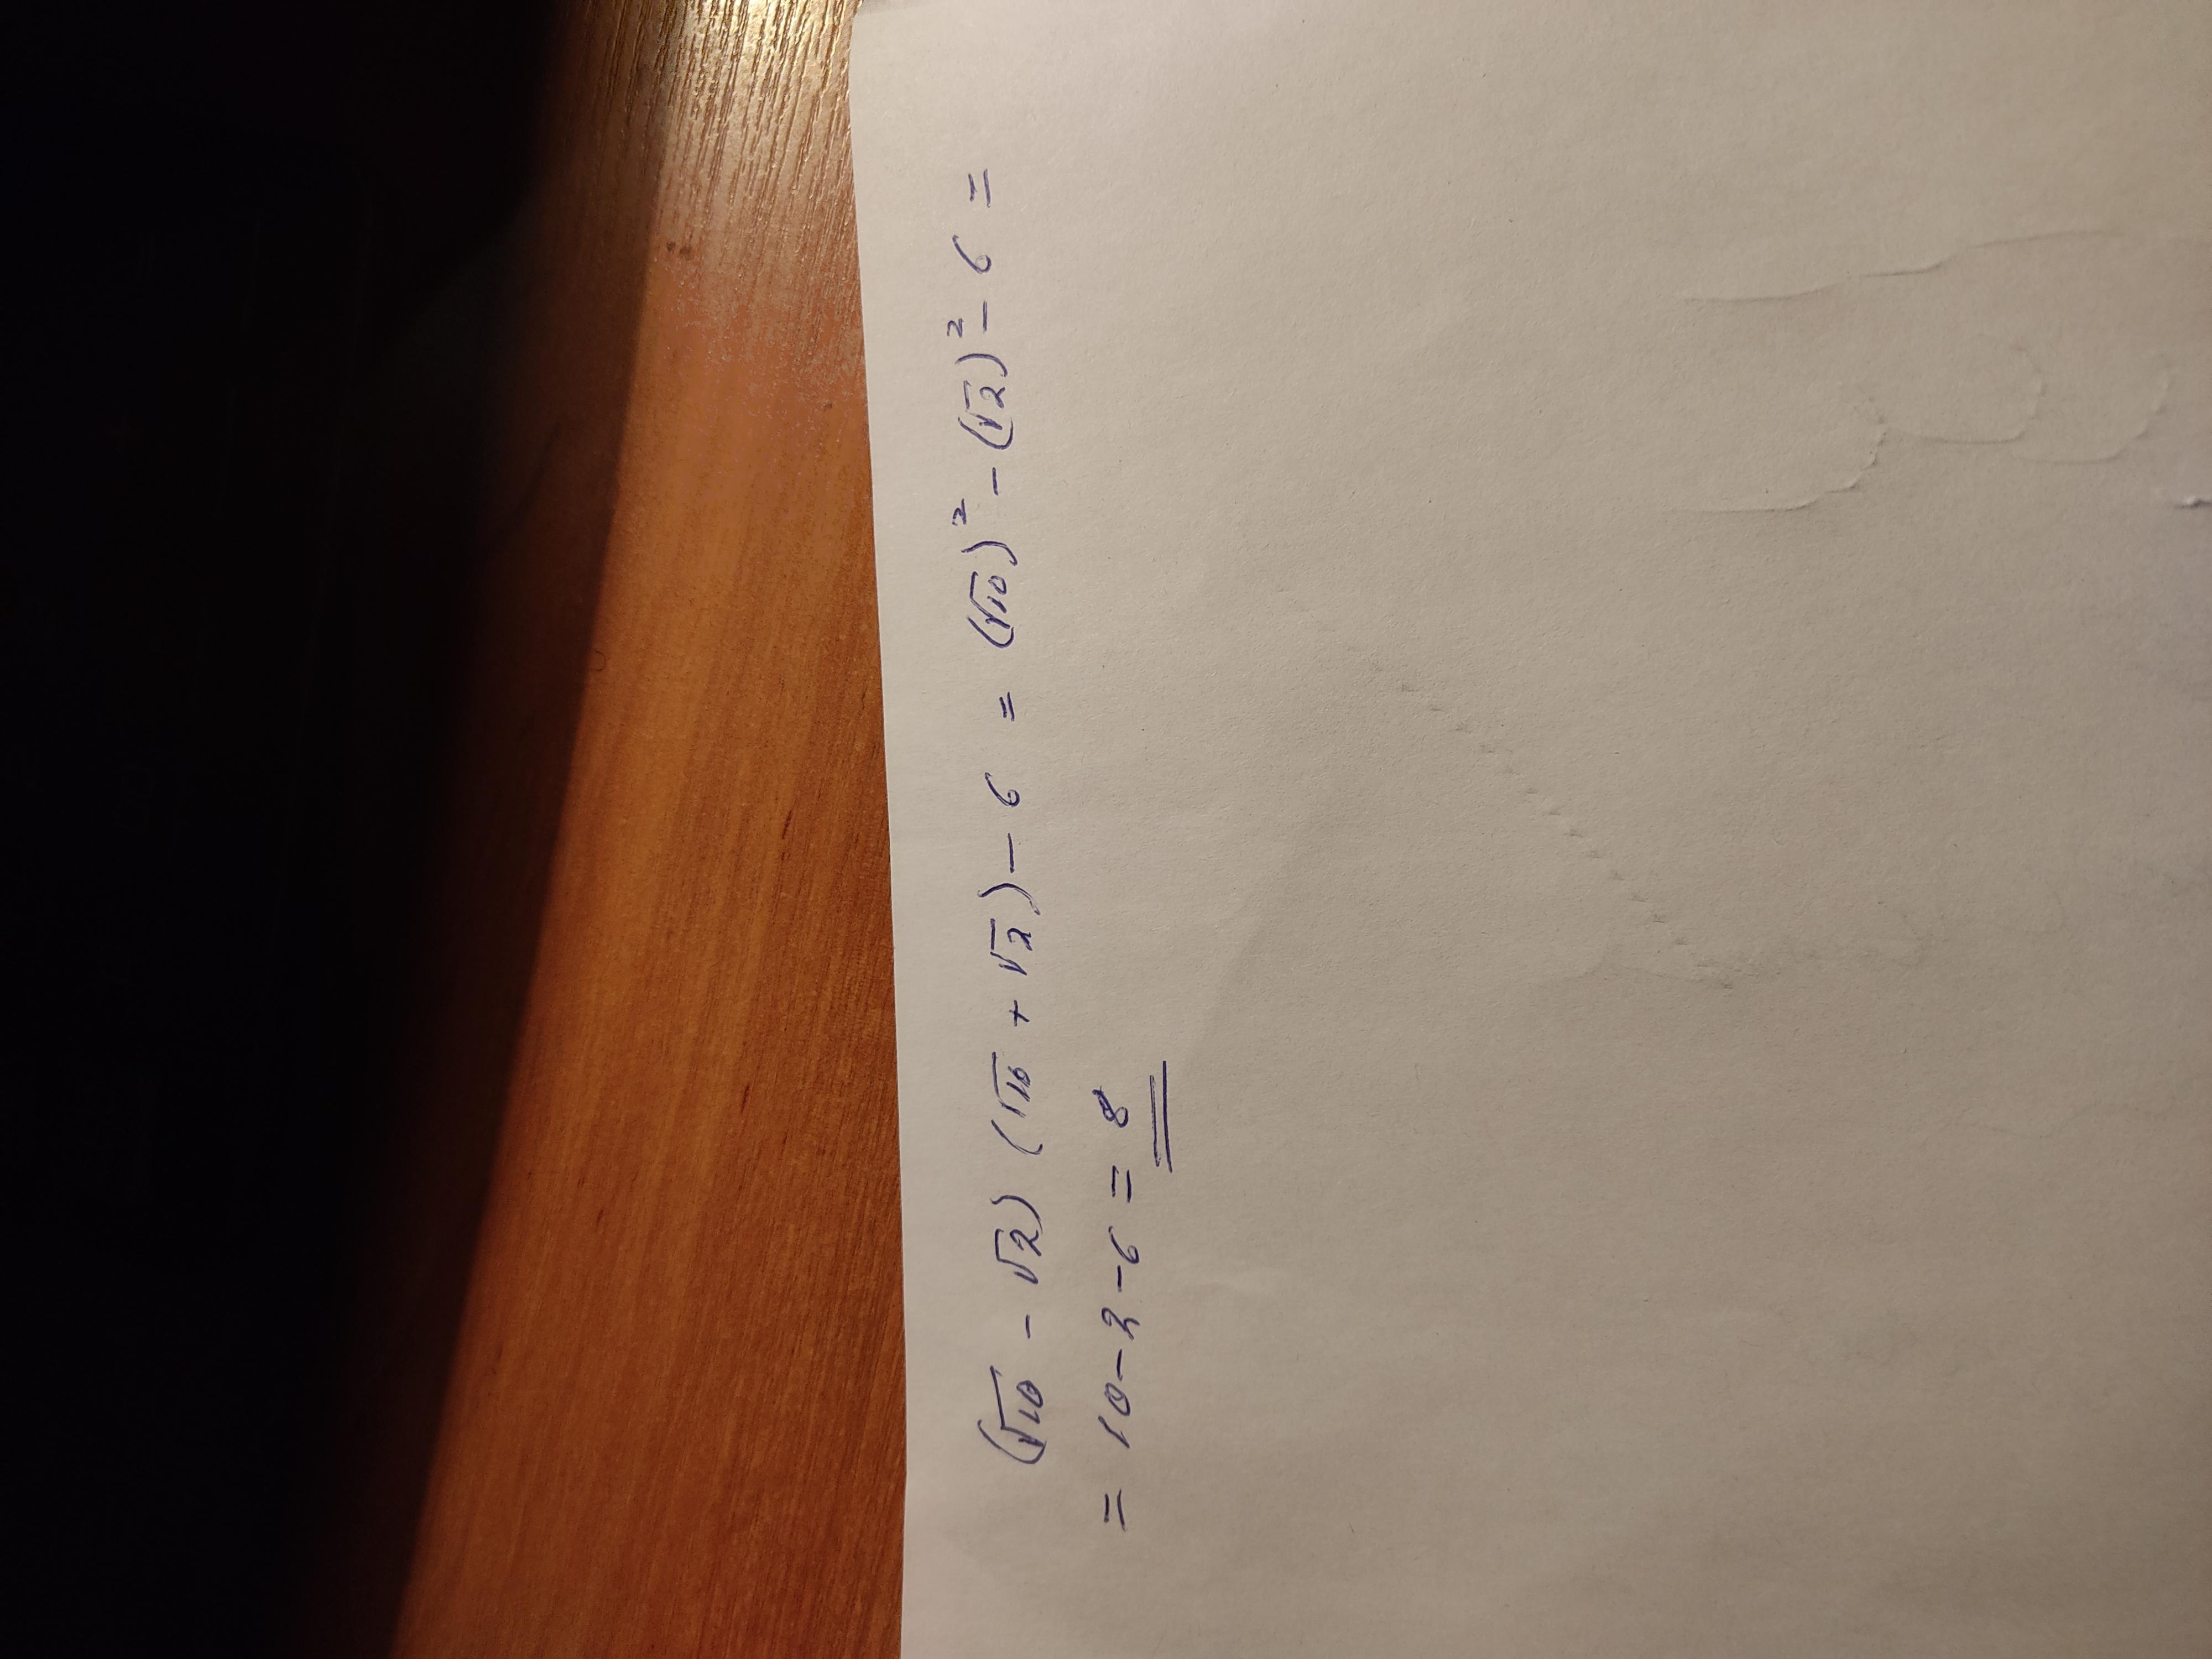 (√10 - √2) (√10 + √2) - 6 = (√10)² - (√2)² - 6 =
= 10 - 2 - 6 = 8